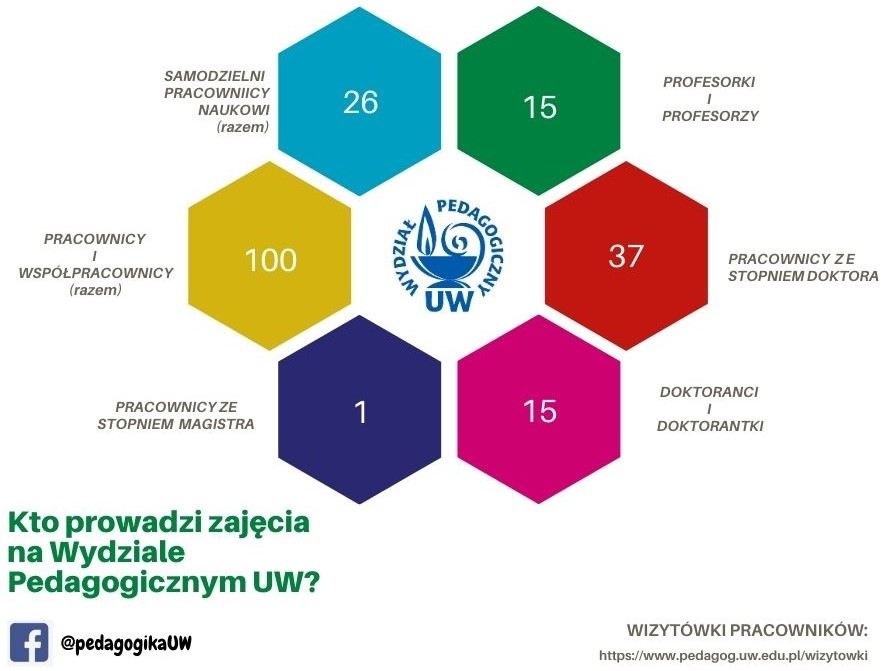 SAMODZIELNI
PRACOWNIICY
NAUKOWI
(razem)
26
15
PROFESORKI
I
PROFESORZY
PRACOWNICY
I
WSPÓŁPRACOWNICY
(razem)
100
WYDZIAŁ PEDAGOGICZNY
UW
37
PRACOWNICY Z E
STOPNIEM DOKTORA
PRACOWNICY ZE
STOPNIEM MAGISTRA
1
15
DOKTORANCI
I
DOKTORANTKI
Kto prowadzi zajęcia
na Wydziale
Pedagogicznym UW?
f
@pedagogikaUW
WIZYTÓWKI PRACOWNIKÓW:
https://www.pedagog.uw.edu.pl/wizytowki